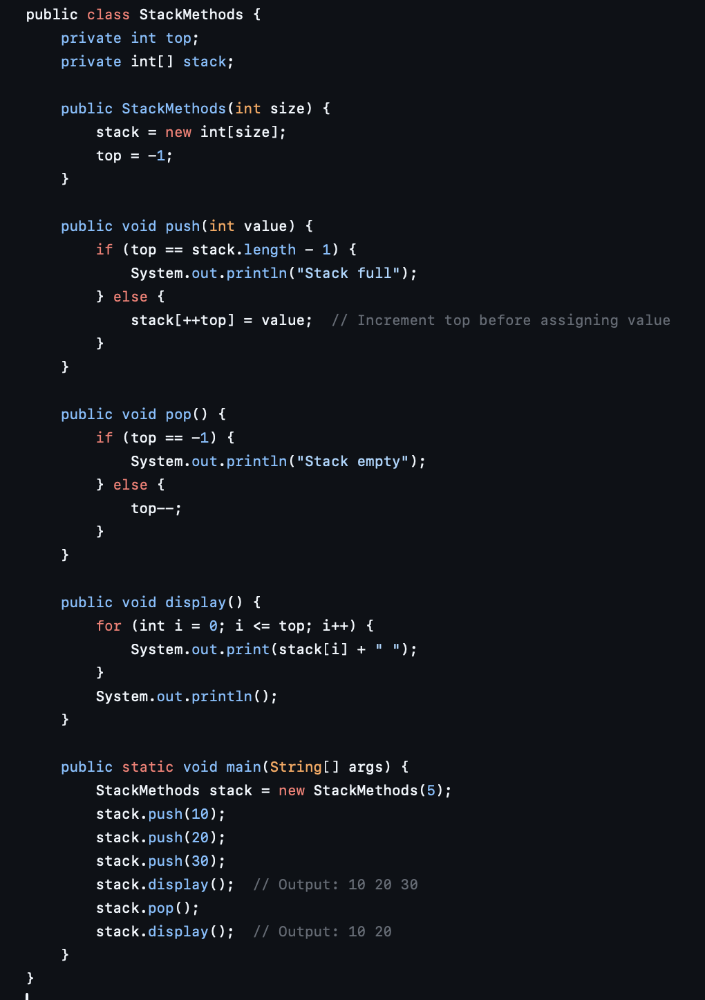 public class StackMethods {
    private int top;
    private int[] stack;

    public StackMethods(int size) {
        stack = new int[size];
        top = -1;
    }

    public void push(int value) {
        if (top == stack.length - 1) {
            System.out.println("Stack full");
        } else {
            stack[++top] = value;  // Increment top before assigning value
        }
    }

    public void pop() {
        if (top == -1) {
            System.out.println("Stack empty");
        } else {
            top--;
        }
    }

    public void display() {
        for (int i = 0; i <= top; i++) {
            System.out.print(stack[i] + " ");
        }
        System.out.println();
    }

    public static void main(String[] args) {
        StackMethods stack = new StackMethods(5);
        stack.push(10);
        stack.push(20);
        stack.push(30);
        stack.display();  // Output: 10 20 30
        stack.pop();
        stack.display();  // Output: 10 20
    }
}